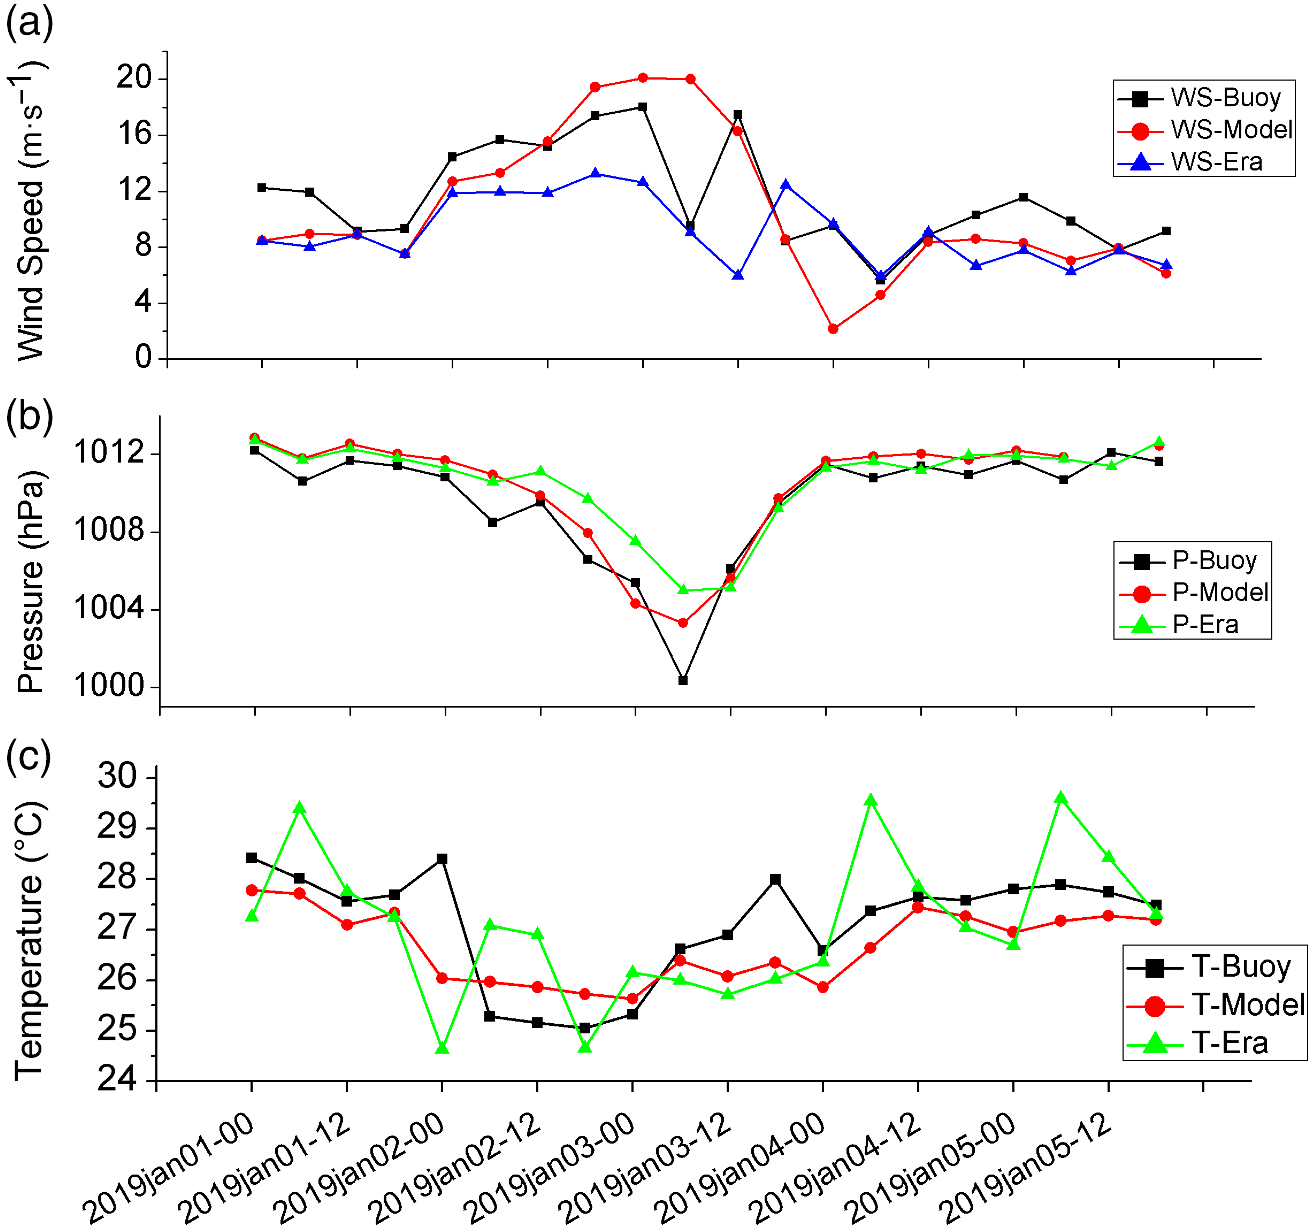 (a)
Wind Speed (m·s⁻¹)
20
16
12
8
4
0
WS-Buoy
WS-Model
WS-Era
(b)
Pressure (hPa)
1012
1008
1004
1000
P-Buoy
P-Model
P-Era
(c)
Temperature (°C)
30
29
28
27
26
25
24
T-Buoy
T-Model
T-Era
2019jan01-00
2019jan01-12
2019jan02-00
2019jan02-12
2019jan03-00
2019jan03-12
2019jan04-00
2019jan04-12
2019jan05-00
2019jan05-12